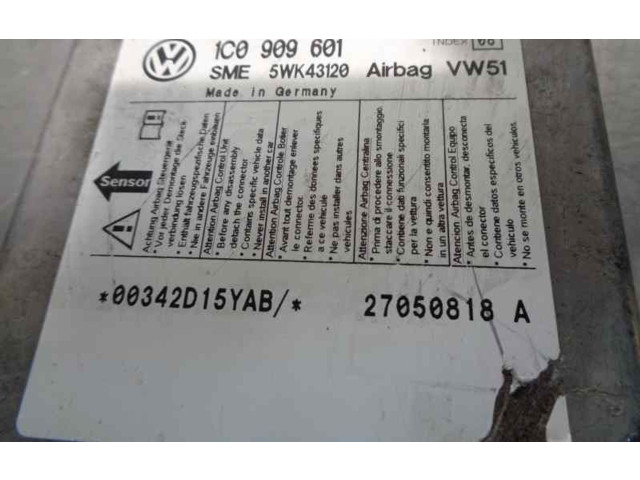 1C0 909 601
INDEX 08
SME 5WK43120 Airbag VW51
Made in Germany
Sensor
Achtung Airbag Steuergerät
• Vor jeder Demontage die Steck
verbindung lösen
• Enthält fahrzeugspezifische Daten
• Nie in andere Fahrzeuge einbauen
Attention Airbag Control Unit
• Before any disassembly
detach the connector
• Contains specific vehicle data
• Never install in another car
Attention Airbag Contrôle Boîtier
• Avant tout démontage enlever
le connector
• Referme des données spécifiques
a ce véhiculé
• Ne pas installer dans autres
véhicules
Attenzione Airbag Centralina
• Prima di procedere allo smontaggio
staccare il connessione
• Contiene dati funzionali specifici
per la vettura
• Non e quindi consentito montarla
in un altra vettura
Atencion Airbag Control Equipo
• Antes de desmontar, desconecta
el conector
• Contiene datos específicos del
vehículo
• No se monte en otros vehículos.
*00342D15YAB/* 27050818 A